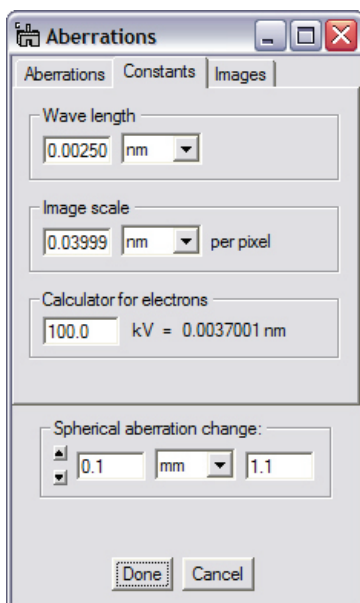 Aberrations
Aberrations Constants Images
Wave length
0.00250 nm
Image scale
0.03999 nm per pixel
Calculator for electrons
100.0 kV = 0.0037001 nm
Spherical aberration change:
0.1 mm 1.1
Done Cancel